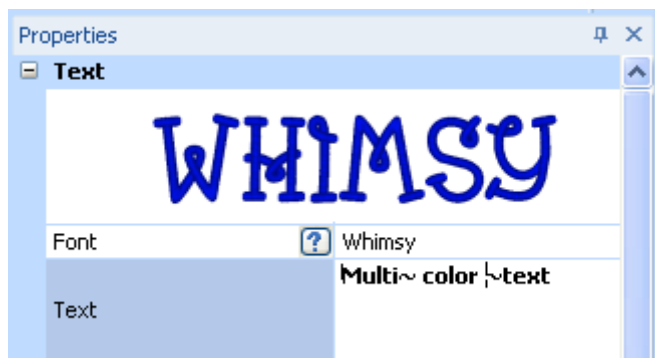 Properties
Text
WHIMSY
Font ? Whimsy
Multi~ color ~text
Text